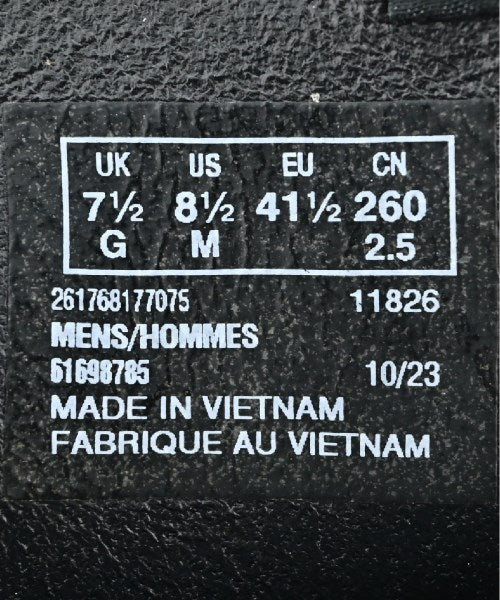 UK US EU CN
7½ 8½ 41½ 260
G M 2.5
261768177075 11826
MENS/HOMMES
61698785 10/23
MADE IN VIETNAM
FABRIQUE AU VIETNAM